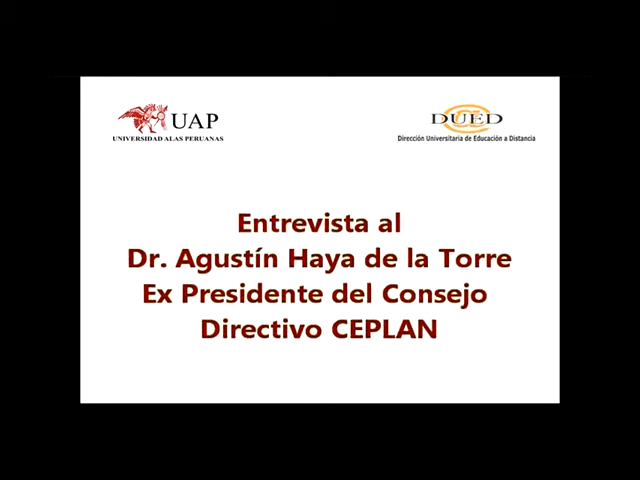 UAP
UNIVERSIDAD ALAS PERUANAS
DUED
Dirección Universitaria de Educación a Distancia
Entrevista al
Dr. Agustín Haya de la Torre
Ex Presidente del Consejo
Directivo CEPLAN